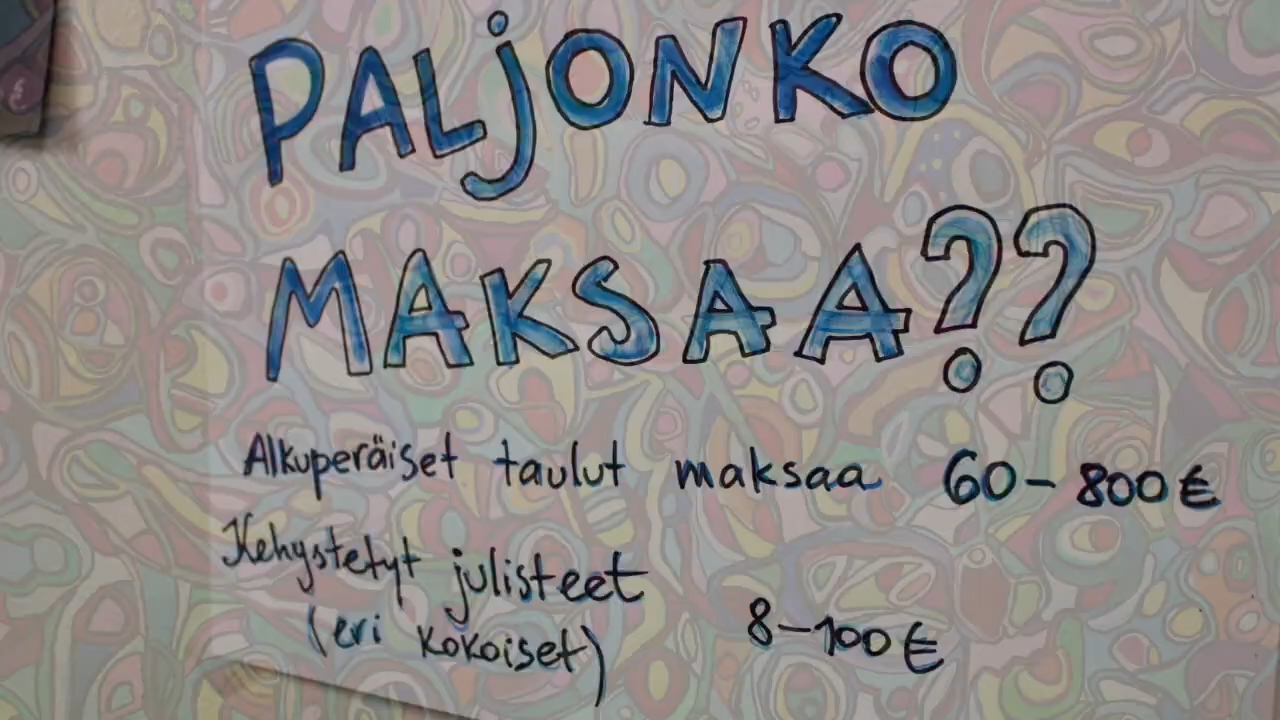 PALJONKO
MAKSAA??
Alkuperäiset taulut maksaa 60-800€
Kehystetyt julisteet
(eri kokoiset) 8-100€